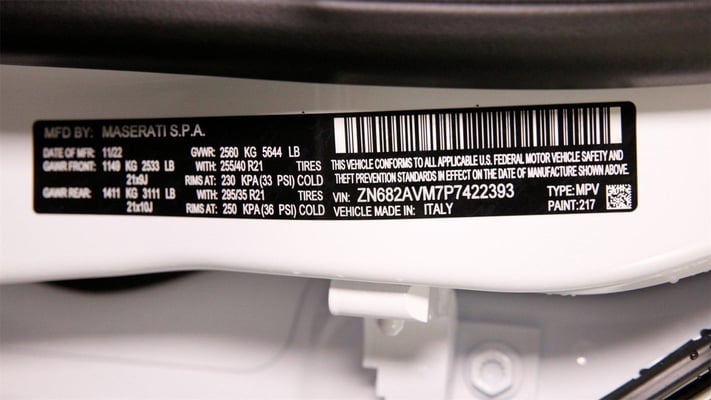 MFD BY: MASERATI S.P.A.
DATE OF MFG: 11/22 GVWR: 2560 KG 5644 LB
GAWR FRONT: 1149 KG 2533 LB WITH: 255/40 R21 TIRES
21x9J RIMS AT: 230 KPA (33 PSI) COLD
GAWR REAR: 1411 KG 3111 LB WITH: 295/35 R21 TIRES
21x10J RIMS AT: 250 KPA (36 PSI) COLD
THIS VEHICLE CONFORMS TO ALL APPLICABLE U.S. FEDERAL MOTOR VEHICLE SAFETY AND
THEFT PREVENTION STANDARDS IN EFFECT ON THE DATE OF MANUFACTURE SHOWN ABOVE.
VIN: ZN682AVM7P7422393 TYPE: MPV
VEHICLE MADE IN: ITALY PAINT: 217